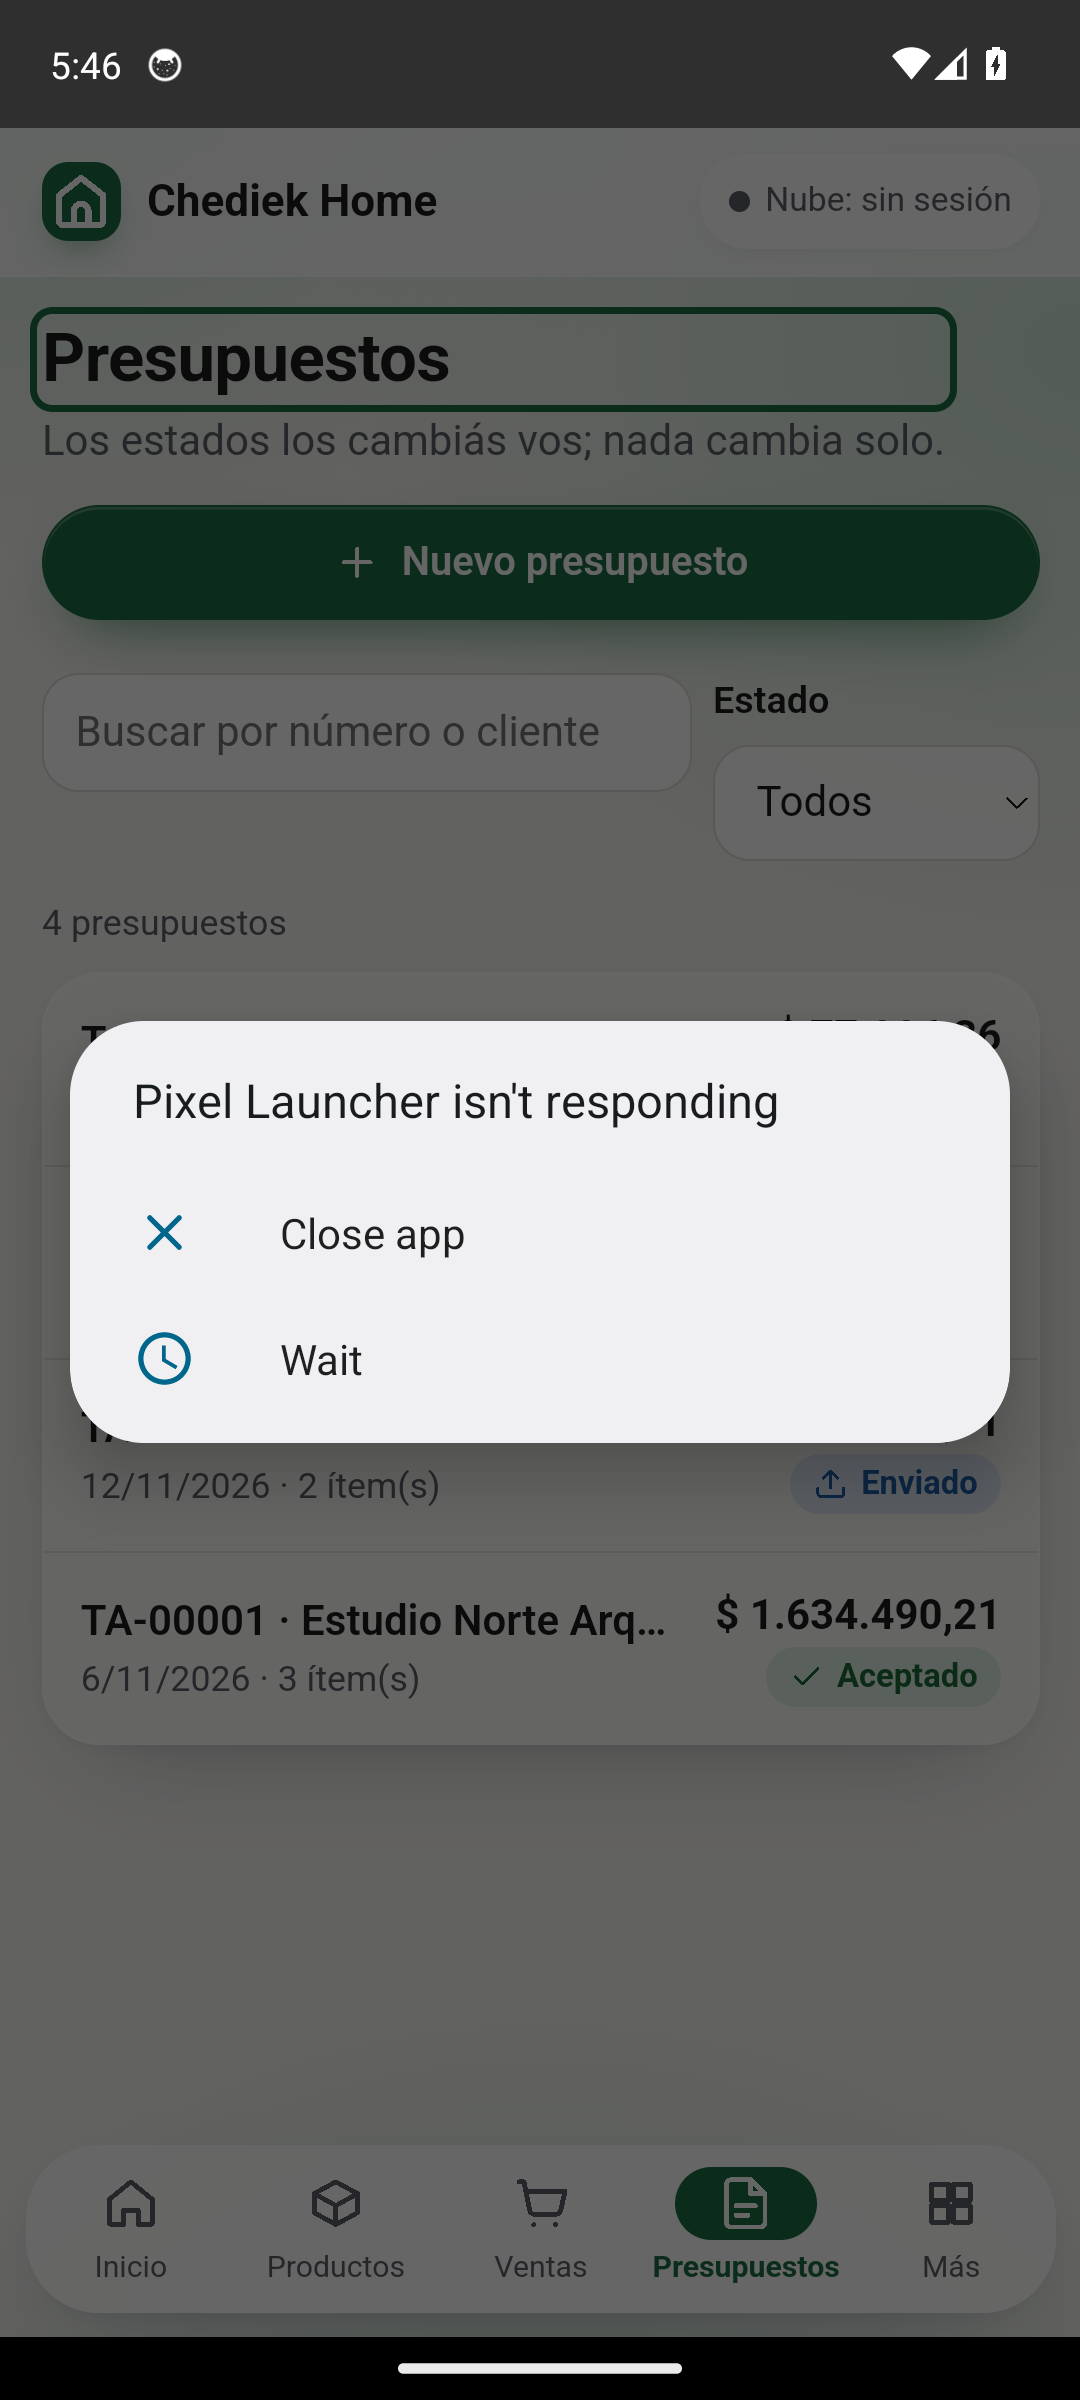 5:46
Chediek Home
Nube: sin sesión
Presupuestos
Los estados los cambiás vos; nada cambia solo.
Nuevo presupuesto
Buscar por número o cliente
Estado
Todos
4 presupuestos
Pixel Launcher isn't responding
Close app
Wait
12/11/2026 · 2 ítem(s)
Enviado
TA-00001 · Estudio Norte Arq...
$ 1.634.490,21
6/11/2026 · 3 ítem(s)
Aceptado
Inicio
Productos
Ventas
Presupuestos
Más